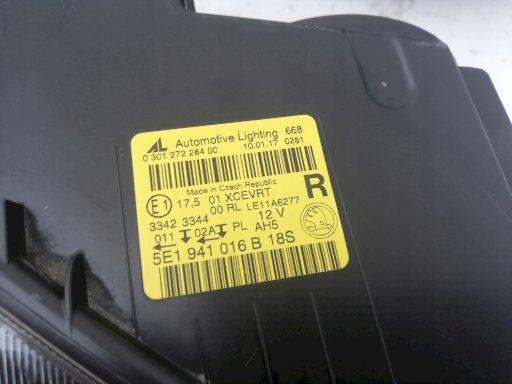 AL Automotive Lighting 668
0 301 272 284 00 10.01.17 0281
Made in Czech Republic
E1 17,5 01 XCEVRT R
00 RL LE11A6277
3342 3344 12 V
011 02A PL AH5
5E1 941 016 B 18S